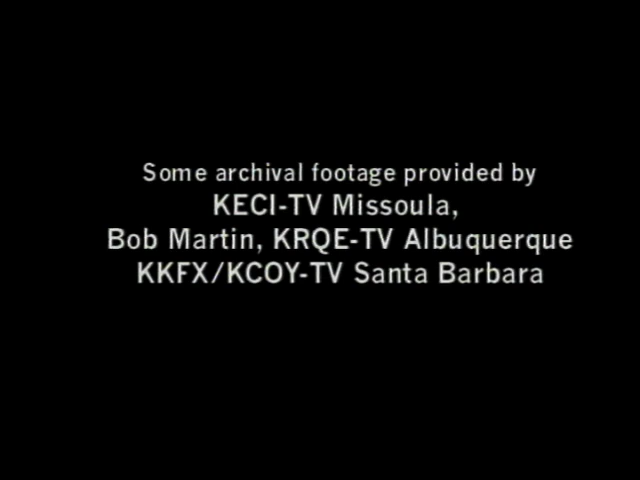 Some archival footage provided by
KECI-TV Missoula,
Bob Martin, KRQE-TV Albuquerque
KKFX/KCOY-TV Santa Barbara